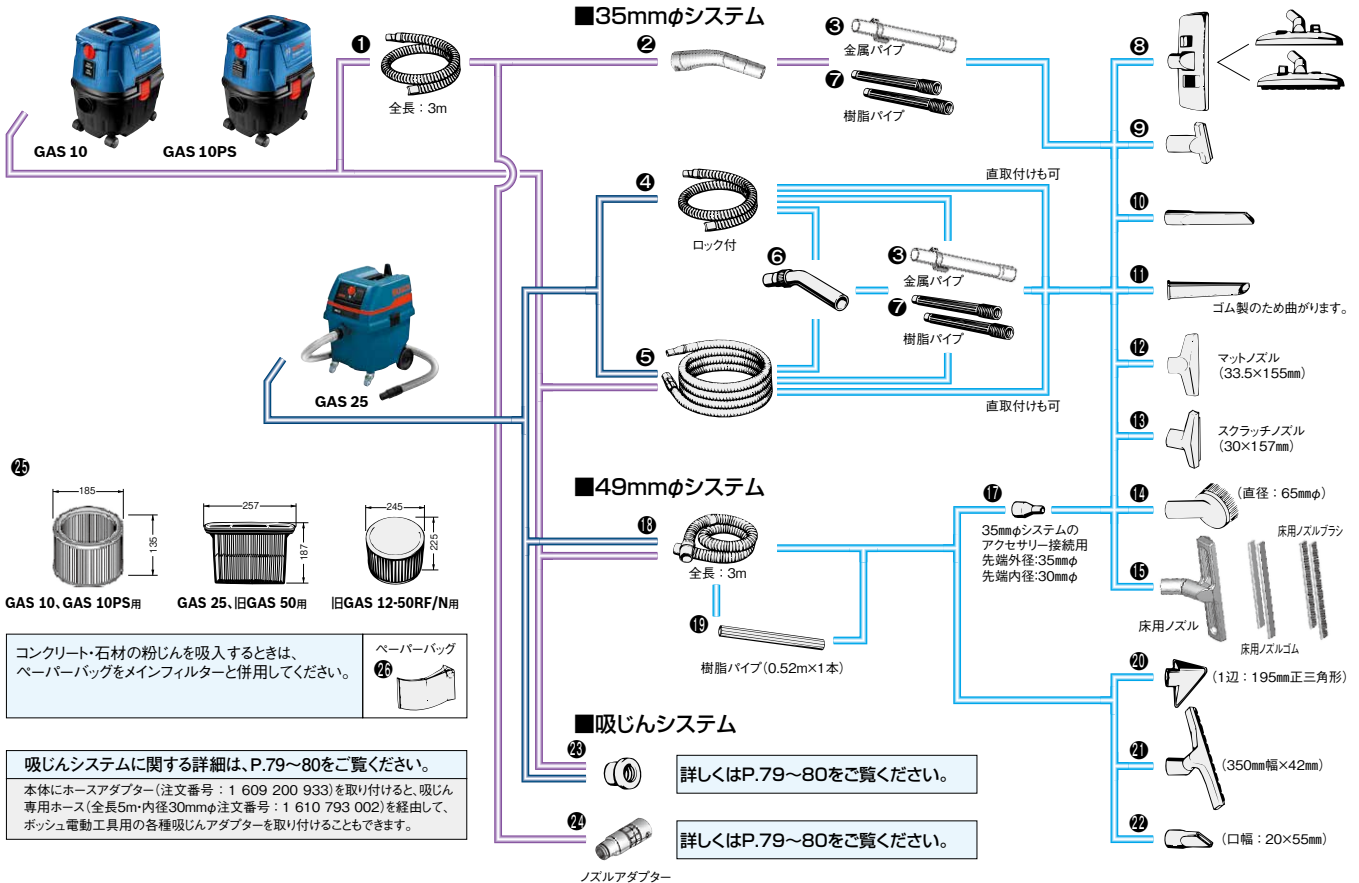 ■35mmφシステム
❶
全長：3m
❷
❸
金属パイプ
❼
樹脂パイプ
❽
❾
❿
⓫
ゴム製のため曲がります。
⓬
マットノズル
(33.5×155mm)
⓭
スクラッチノズル
(30×157mm)
⓮
(直径：65mmφ)
⓯
床用ノズル
床用ノズルブラシ
床用ノズルゴム
GAS 10
GAS 10PS
❹
ロック付
直取付けも可
❻
❸
金属パイプ
❼
樹脂パイプ
❺
直取付けも可
GAS 25
㉕
185
135
GAS 10、GAS 10PS用
257
187
GAS 25、旧GAS 50用
245
225
旧GAS 12-50RF/N用
■49mmφシステム
⓲
全長：3m
⓱
35mmφシステムの
アクセサリー接続用
先端外径:35mmφ
先端内径:30mmφ
⓳
樹脂パイプ(0.52m×1本)
⓴
(1辺：195mm正三角形)
㉑
(350mm幅×42mm)
㉒
(口幅：20×55mm)
コンクリート・石材の粉じんを吸入するときは、
ペーパーバッグをメインフィルターと併用してください。
ペーパーバッグ
㉖
吸じんシステムに関する詳細は、P.79〜80をご覧ください。
本体にホースアダプター(注文番号：1 609 200 933)を取り付けると、吸じん
専用ホース(全長5m・内径30mmφ注文番号：1 610 793 002)を経由して、
ボッシュ電動工具用の各種吸じんアダプターを取り付けることもできます。
■吸じんシステム
㉓
詳しくはP.79〜80をご覧ください。
㉔
詳しくはP.79〜80をご覧ください。
ノズルアダプター